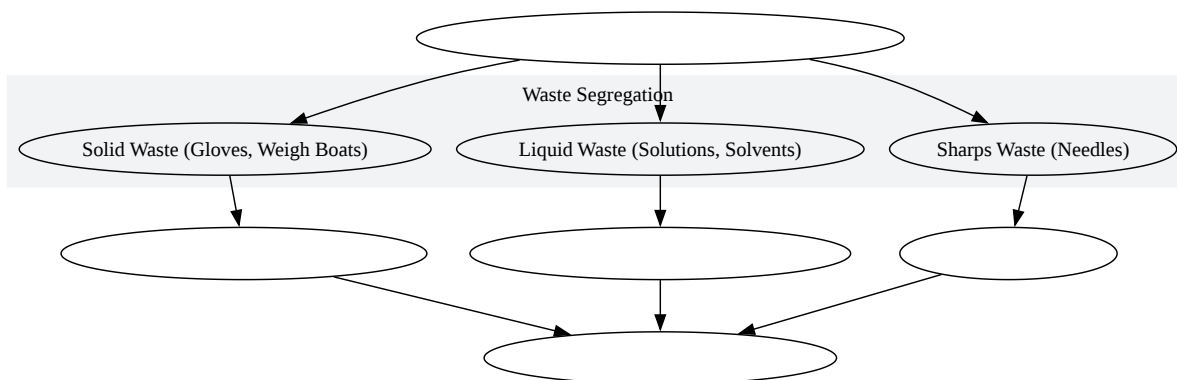 Waste Segregation
Solid Waste (Gloves, Weigh Boats)
Liquid Waste (Solutions, Solvents)
Sharps Waste (Needles)